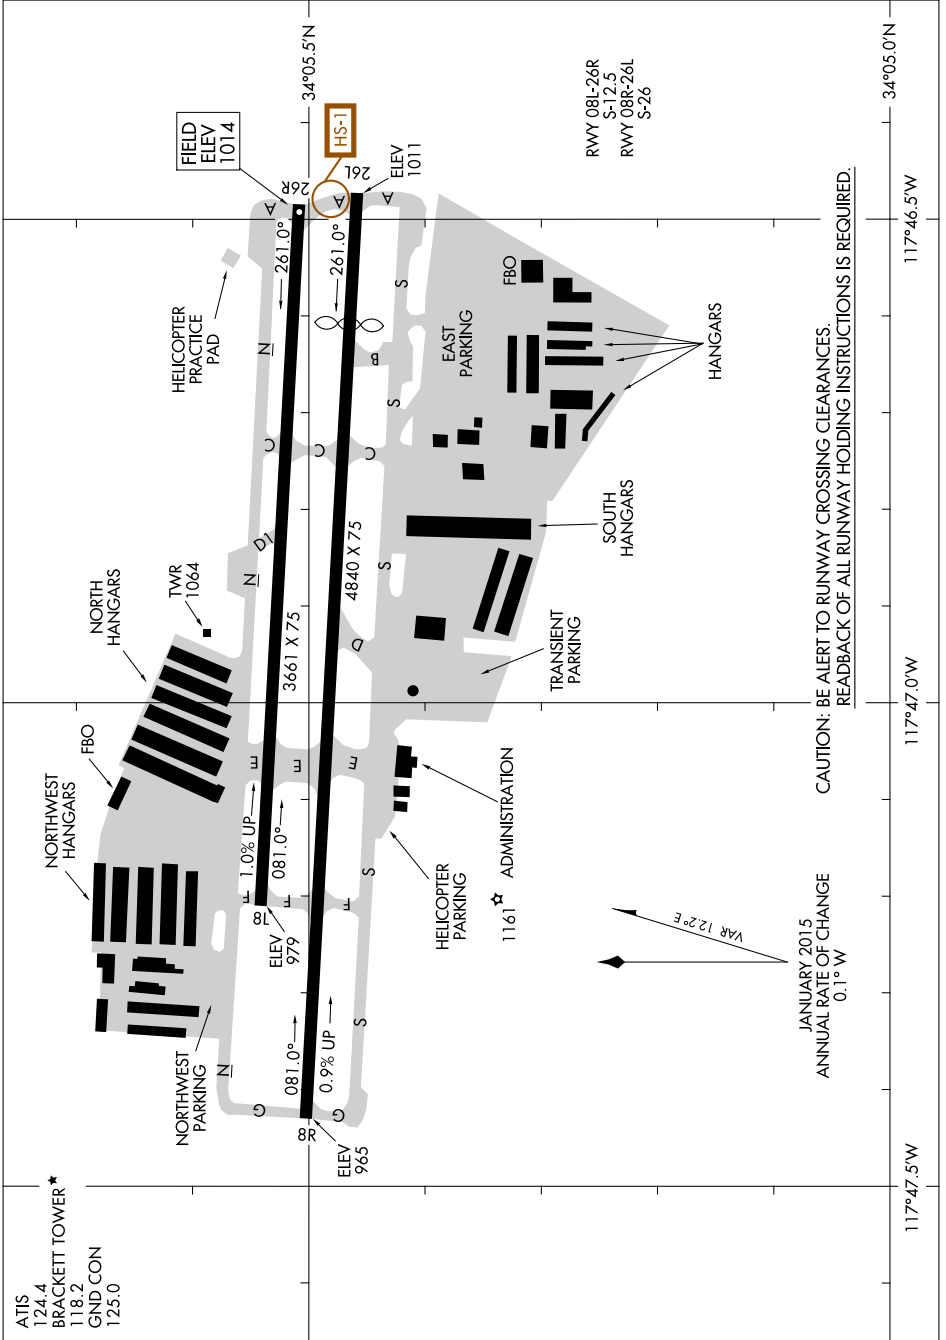 ATIS
124.4
BRACKETT TOWER★
118.2
GND CON
125.0
NORTHWEST
HANGARS
FBO
NORTH
HANGARS
TWR
1064
HELICOPTER
PRACTICE
PAD
FIELD
ELEV
1014
HS-1
34°05.5'N
NORTHWEST
PARKING
N
N
N
D1
C
A
26R
A
26L
A
ELEV
1011
261.0°
261.0°
G
G
8R
ELEV
965
081.0°
0.9% UP
8L
ELEV
979
1.0% UP
081.0°
F
F
F
E
E
E
3661 X 75
4840 X 75
D
C
C
B
S
S
S
S
S
HELICOPTER
PARKING
1161
ADMINISTRATION
TRANSIENT
PARKING
SOUTH
HANGARS
EAST
PARKING
FBO
HANGARS
RWY 08L-26R
S-12.5
RWY 08R-26L
S-26
VAR 12.2° E
JANUARY 2015
ANNUAL RATE OF CHANGE
0.1° W
CAUTION: BE ALERT TO RUNWAY CROSSING CLEARANCES.
READBACK OF ALL RUNWAY HOLDING INSTRUCTIONS IS REQUIRED.
34°05.0'N
117°47.5'W
117°47.0'W
117°46.5'W